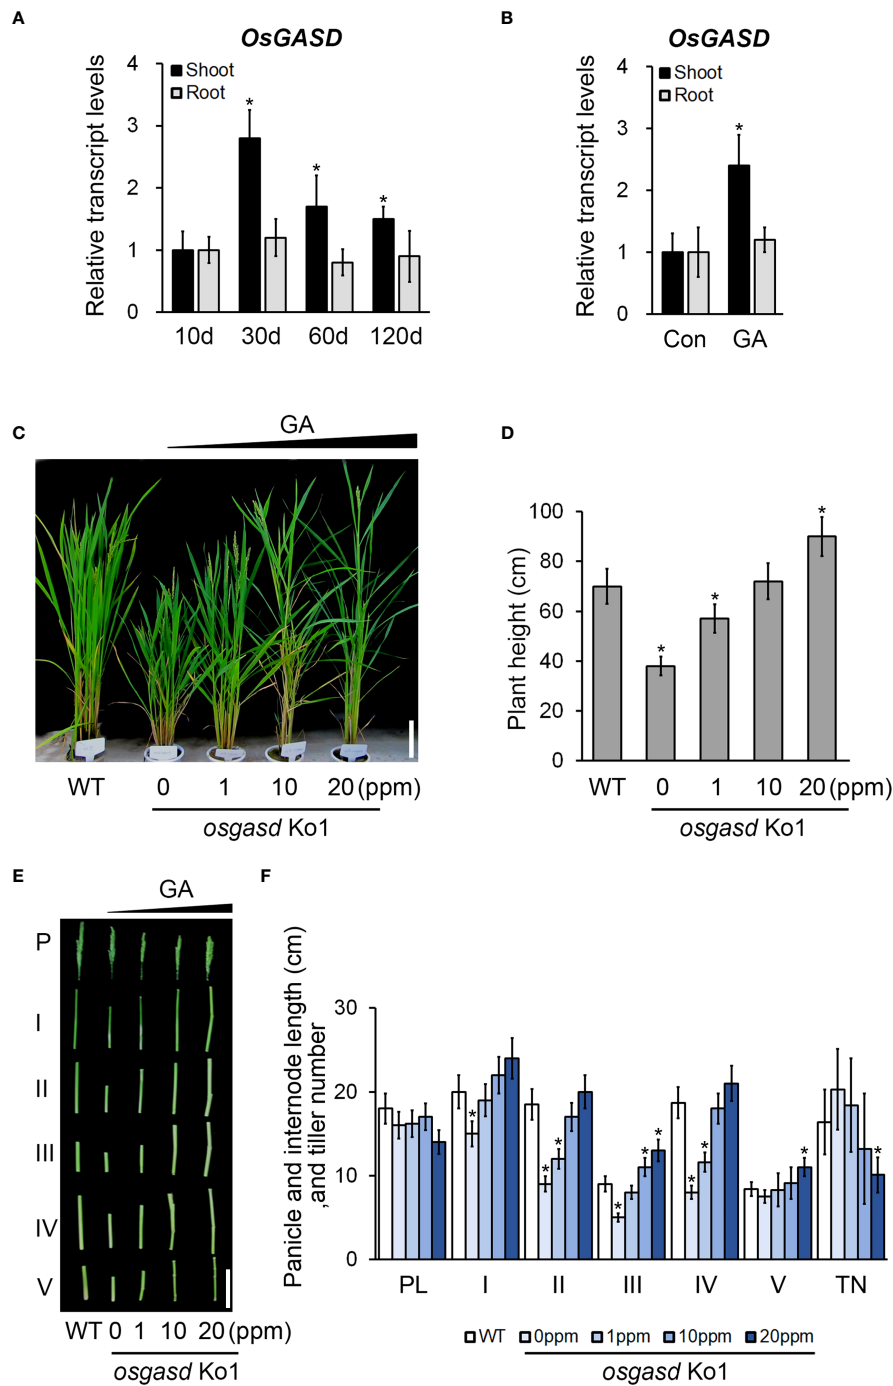 A
OsGASD
Relative transcript levels
4
3
2
1
0
Shoot
Root
*
*
*
10d 30d 60d 120d
B
OsGASD
Relative transcript levels
4
3
2
1
0
Shoot
Root
*
Con GA
C
GA
WT 0 1 10 20 (ppm)
osgasd Ko1
D
Plant height (cm)
100
80
60
40
20
0
*
*
*
WT 0 1 10 20 (ppm)
osgasd Ko1
E
GA
P
I
II
III
IV
V
WT 0 1 10 20 (ppm)
osgasd Ko1
F
Panicle and internode length (cm)
,and tiller number
30
20
10
0
*
* *
* * *
* *
*
*
PL I II III IV V TN
WT 0ppm 1ppm 10ppm 20ppm
osgasd Ko1